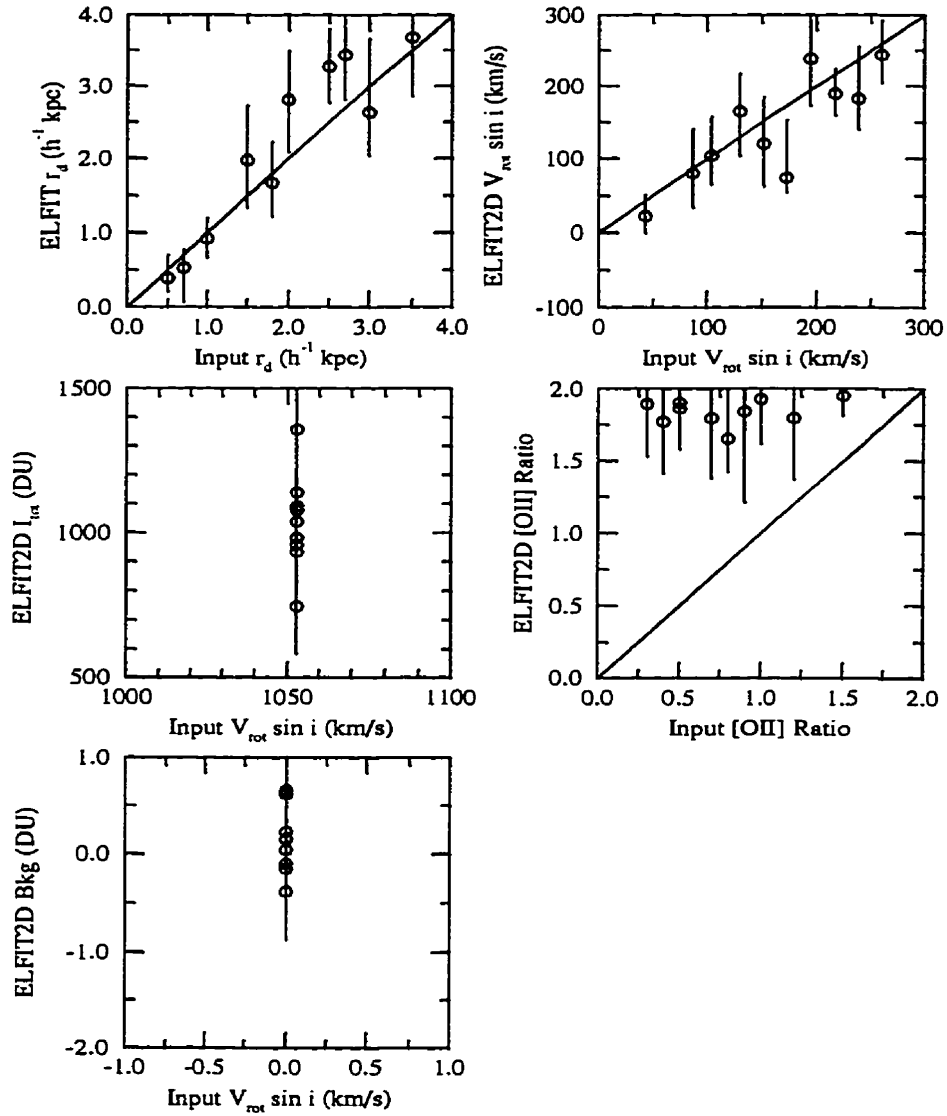 4.0
3.0
2.0
1.0
0.0
ELFIT r_d (h^-1 kpc)
0.0 1.0 2.0 3.0 4.0
Input r_d (h^-1 kpc)
300
200
100
0
-100
ELFIT2D V_rot sin i (km/s)
0 100 200 300
Input V_rot sin i (km/s)
1500
1000
500
ELFIT2D I_tot (DU)
1000 1050 1100
Input V_rot sin i (km/s)
2.0
1.5
1.0
0.5
0.0
ELFIT2D [OII] Ratio
0.0 0.5 1.0 1.5 2.0
Input [OII] Ratio
1.0
0.0
-1.0
-2.0
ELFIT2D Bkg (DU)
-1.0 -0.5 0.0 0.5 1.0
Input V_rot sin i (km/s)